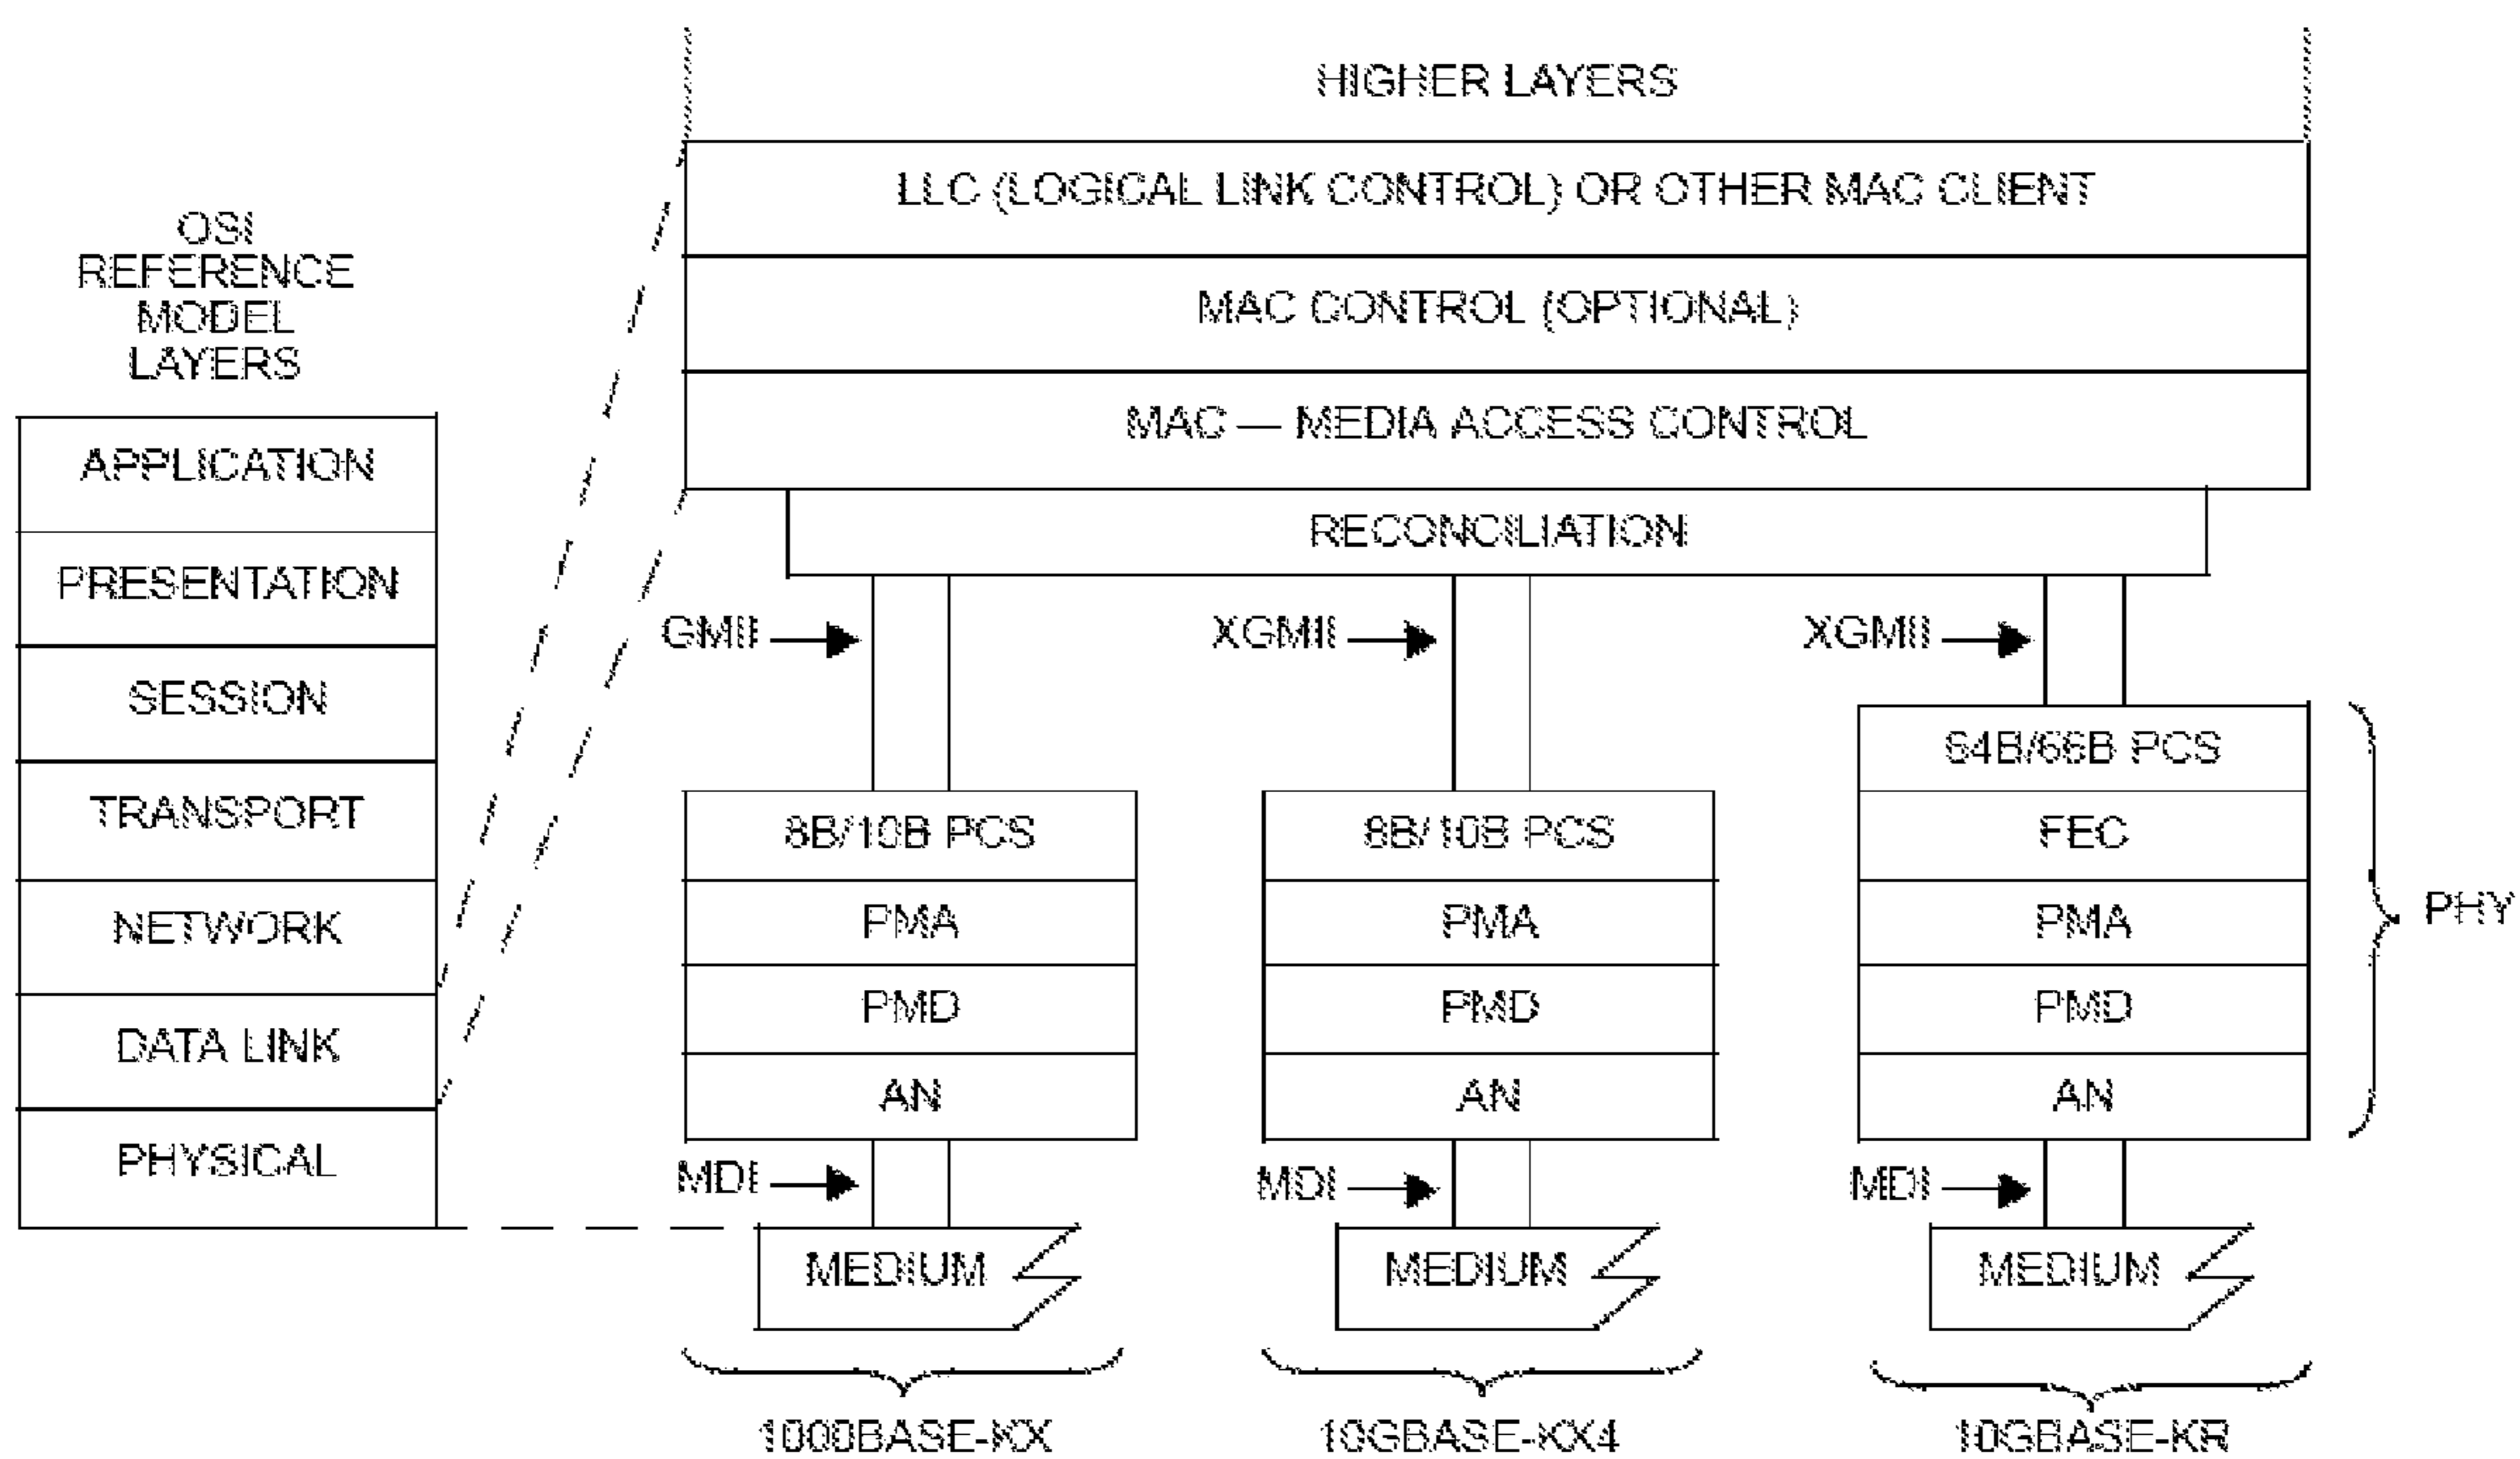 HIGHER LAYERS
LLC (LOGICAL LINK CONTROL) OR OTHER MAC CLIENT
MAC CONTROL (OPTIONAL)
MAC — MEDIA ACCESS CONTROL
RECONCILIATION
OSI
REFERENCE
MODEL
LAYERS
APPLICATION
PRESENTATION
SESSION
TRANSPORT
NETWORK
DATA LINK
PHYSICAL
GMII
XGMII
XGMII
8B/10B PCS
PMA
PMD
AN
MDI
MEDIUM
1000BASE-KX
8B/10B PCS
PMA
PMD
AN
MDI
MEDIUM
10GBASE-KX4
64B/66B PCS
FEC
PMA
PMD
AN
PHY
MDI
MEDIUM
10GBASE-KR